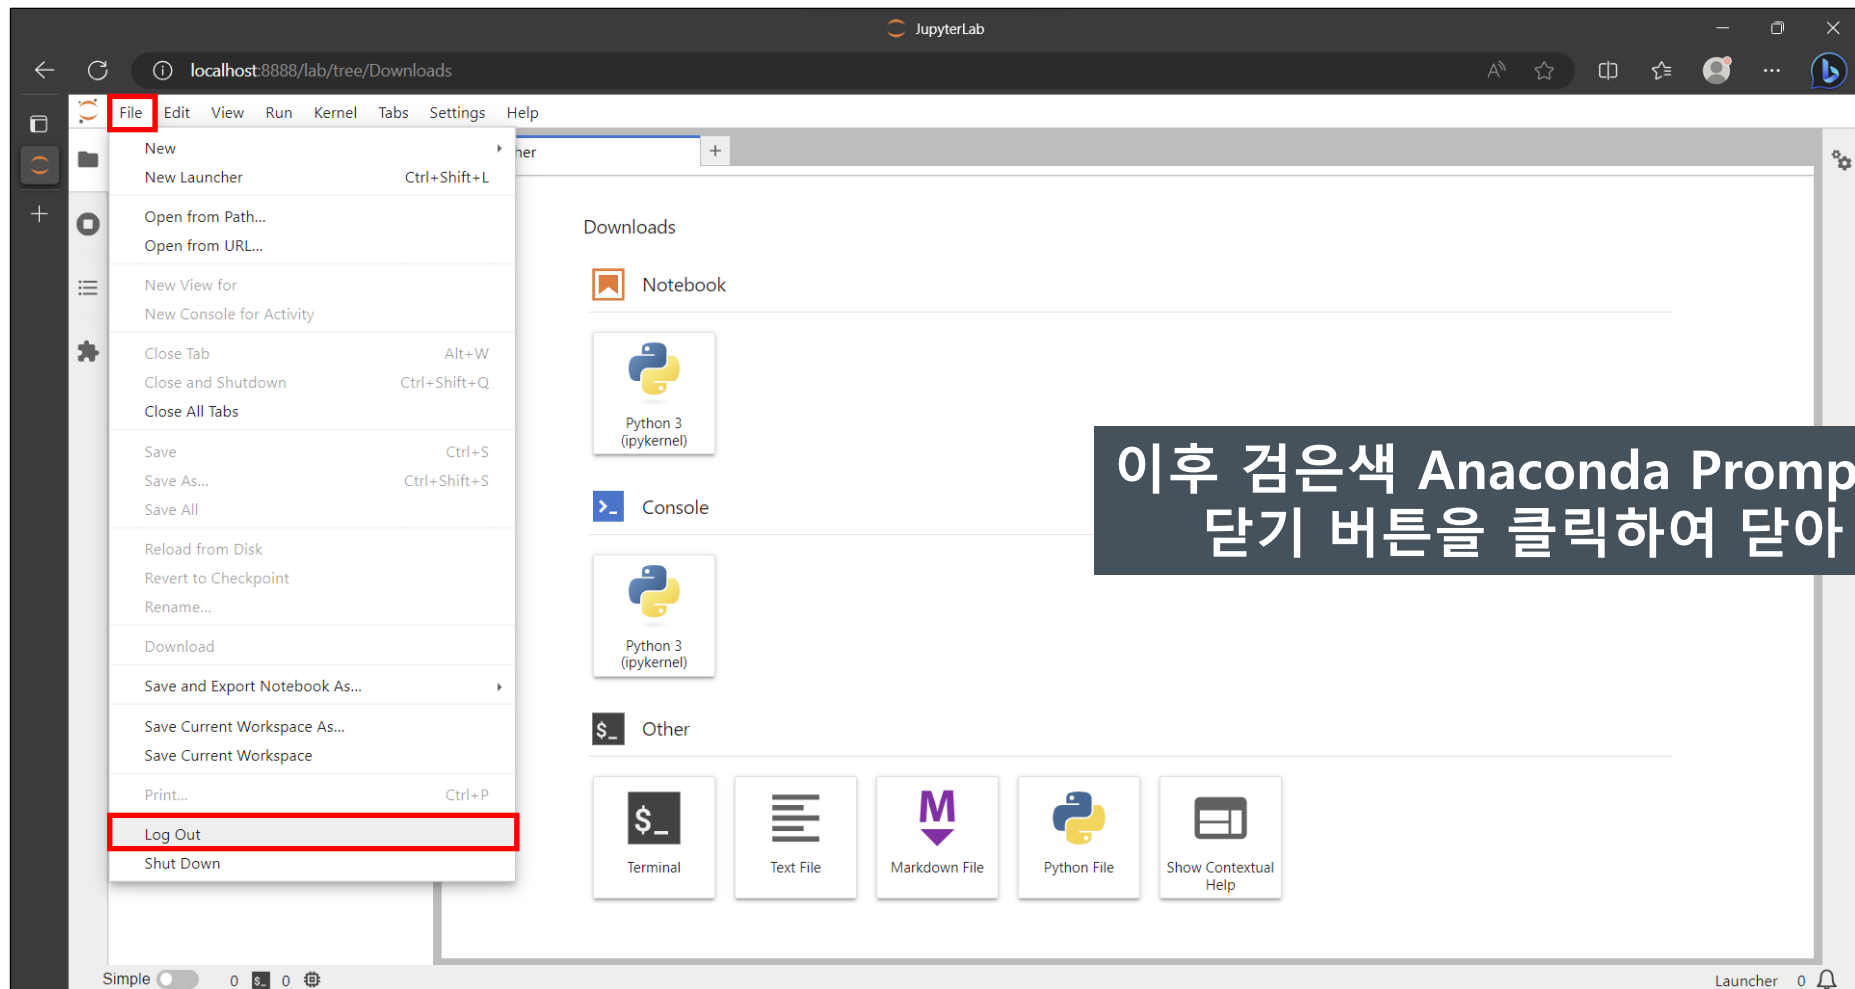 JupyterLab
localhost:8888/lab/tree/Downloads
File Edit View Run Kernel Tabs Settings Help
New
New Launcher Ctrl+Shift+L
Open from Path...
Open from URL...
New View for
New Console for Activity
Close Tab Alt+W
Close and Shutdown Ctrl+Shift+Q
Close All Tabs
Save Ctrl+S
Save As... Ctrl+Shift+S
Save All
Reload from Disk
Revert to Checkpoint
Rename...
Download
Save and Export Notebook As...
Save Current Workspace As...
Save Current Workspace
Print... Ctrl+P
Log Out
Shut Down
her
Downloads
Notebook
Python 3
(ipykernel)
Console
Python 3
(ipykernel)
Other
$_
Terminal
Text File
Markdown File
Python File
Show Contextual
Help
이후 검은색 Anaconda Promp
닫기 버튼을 클릭하여 닫아
Simple 0 $_ 0
Launcher 0